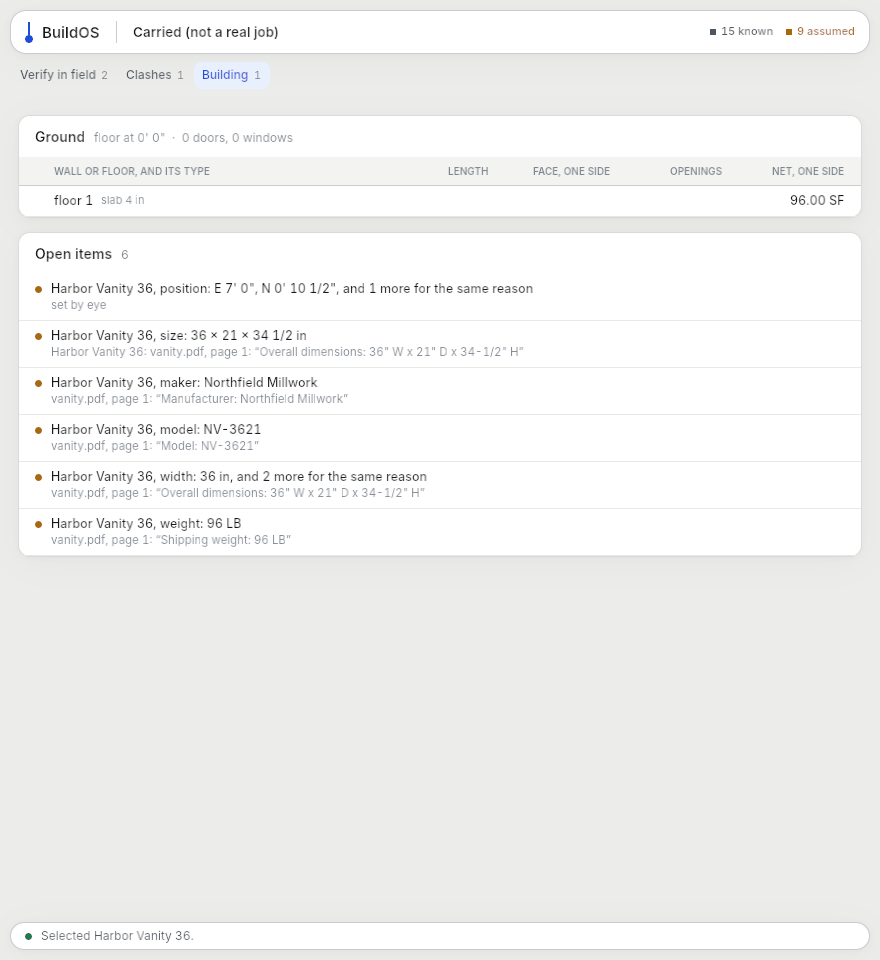 BuildOS
Carried (not a real job)
15 known
9 assumed
Verify in field 2
Clashes 1
Building 1
Ground floor at 0' 0" · 0 doors, 0 windows
WALL OR FLOOR, AND ITS TYPE LENGTH FACE, ONE SIDE OPENINGS NET, ONE SIDE
floor 1 slab 4 in 96.00 SF
Open items 6
Harbor Vanity 36, position: E 7' 0", N 0' 10 1/2", and 1 more for the same reason
set by eye
Harbor Vanity 36, size: 36 × 21 × 34 1/2 in
Harbor Vanity 36: vanity.pdf, page 1: “Overall dimensions: 36" W x 21" D x 34-1/2" H”
Harbor Vanity 36, maker: Northfield Millwork
vanity.pdf, page 1: “Manufacturer: Northfield Millwork”
Harbor Vanity 36, model: NV-3621
vanity.pdf, page 1: “Model: NV-3621”
Harbor Vanity 36, width: 36 in, and 2 more for the same reason
vanity.pdf, page 1: “Overall dimensions: 36" W x 21" D x 34-1/2" H”
Harbor Vanity 36, weight: 96 LB
vanity.pdf, page 1: “Shipping weight: 96 LB”
Selected Harbor Vanity 36.